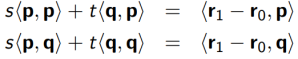 s⟨p, p⟩ + t⟨q, p⟩ = ⟨r₁ − r₀, p⟩
s⟨p, q⟩ + t⟨q, q⟩ = ⟨r₁ − r₀, q⟩